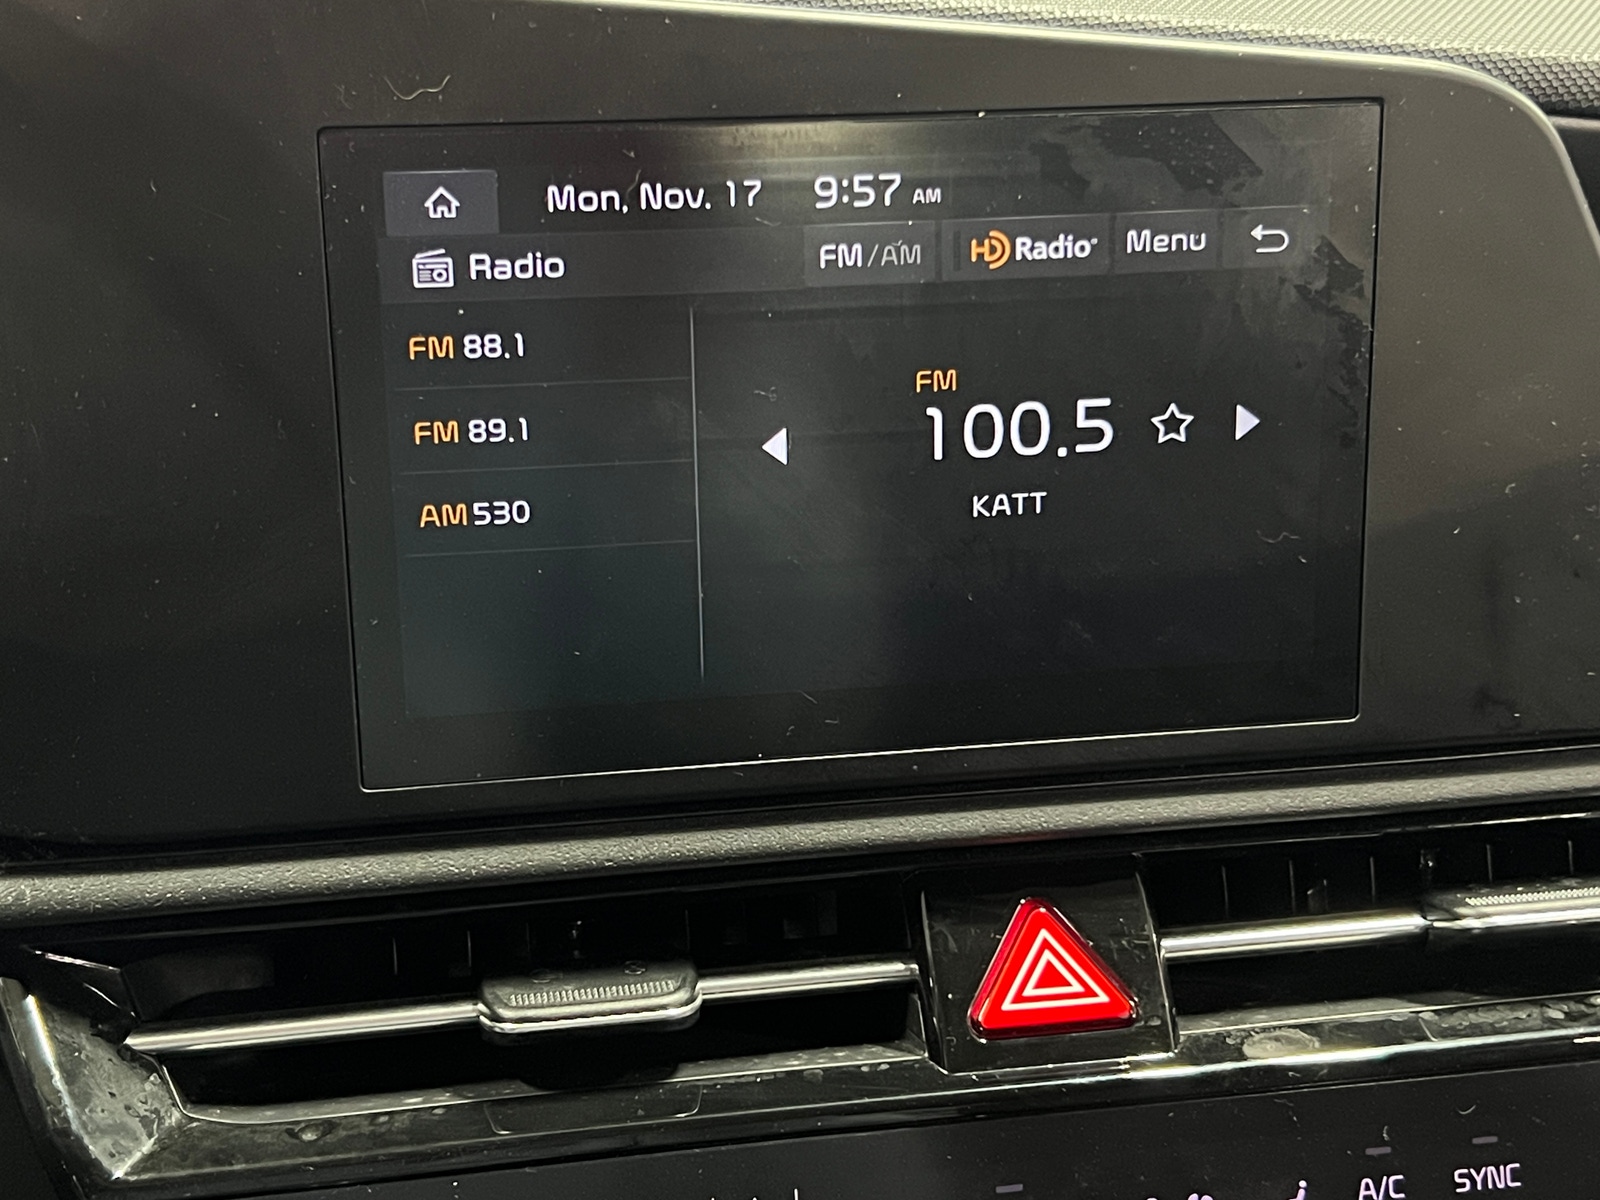 Mon, Nov. 17 9:57 AM
Radio FM/AM HD Radio Menu
FM 88.1
FM 89.1
AM 530
FM
100.5
KATT
A/C SYNC